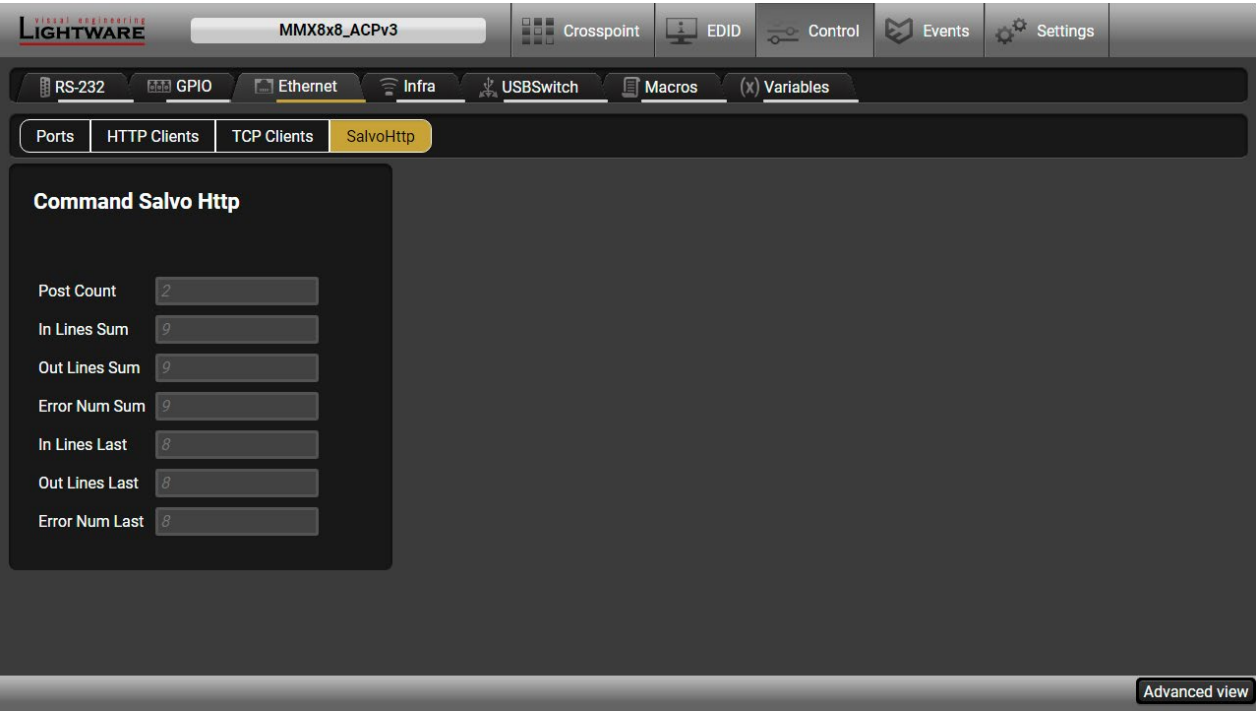 visual engineering
LIGHTWARE MMX8x8_ACPv3 Crosspoint EDID Control Events Settings
RS-232 GPIO Ethernet Infra USBSwitch Macros (x) Variables
Ports HTTP Clients TCP Clients SalvoHttp
Command Salvo Http
Post Count 2
In Lines Sum 9
Out Lines Sum 9
Error Num Sum 9
In Lines Last 8
Out Lines Last 8
Error Num Last 8
Advanced view